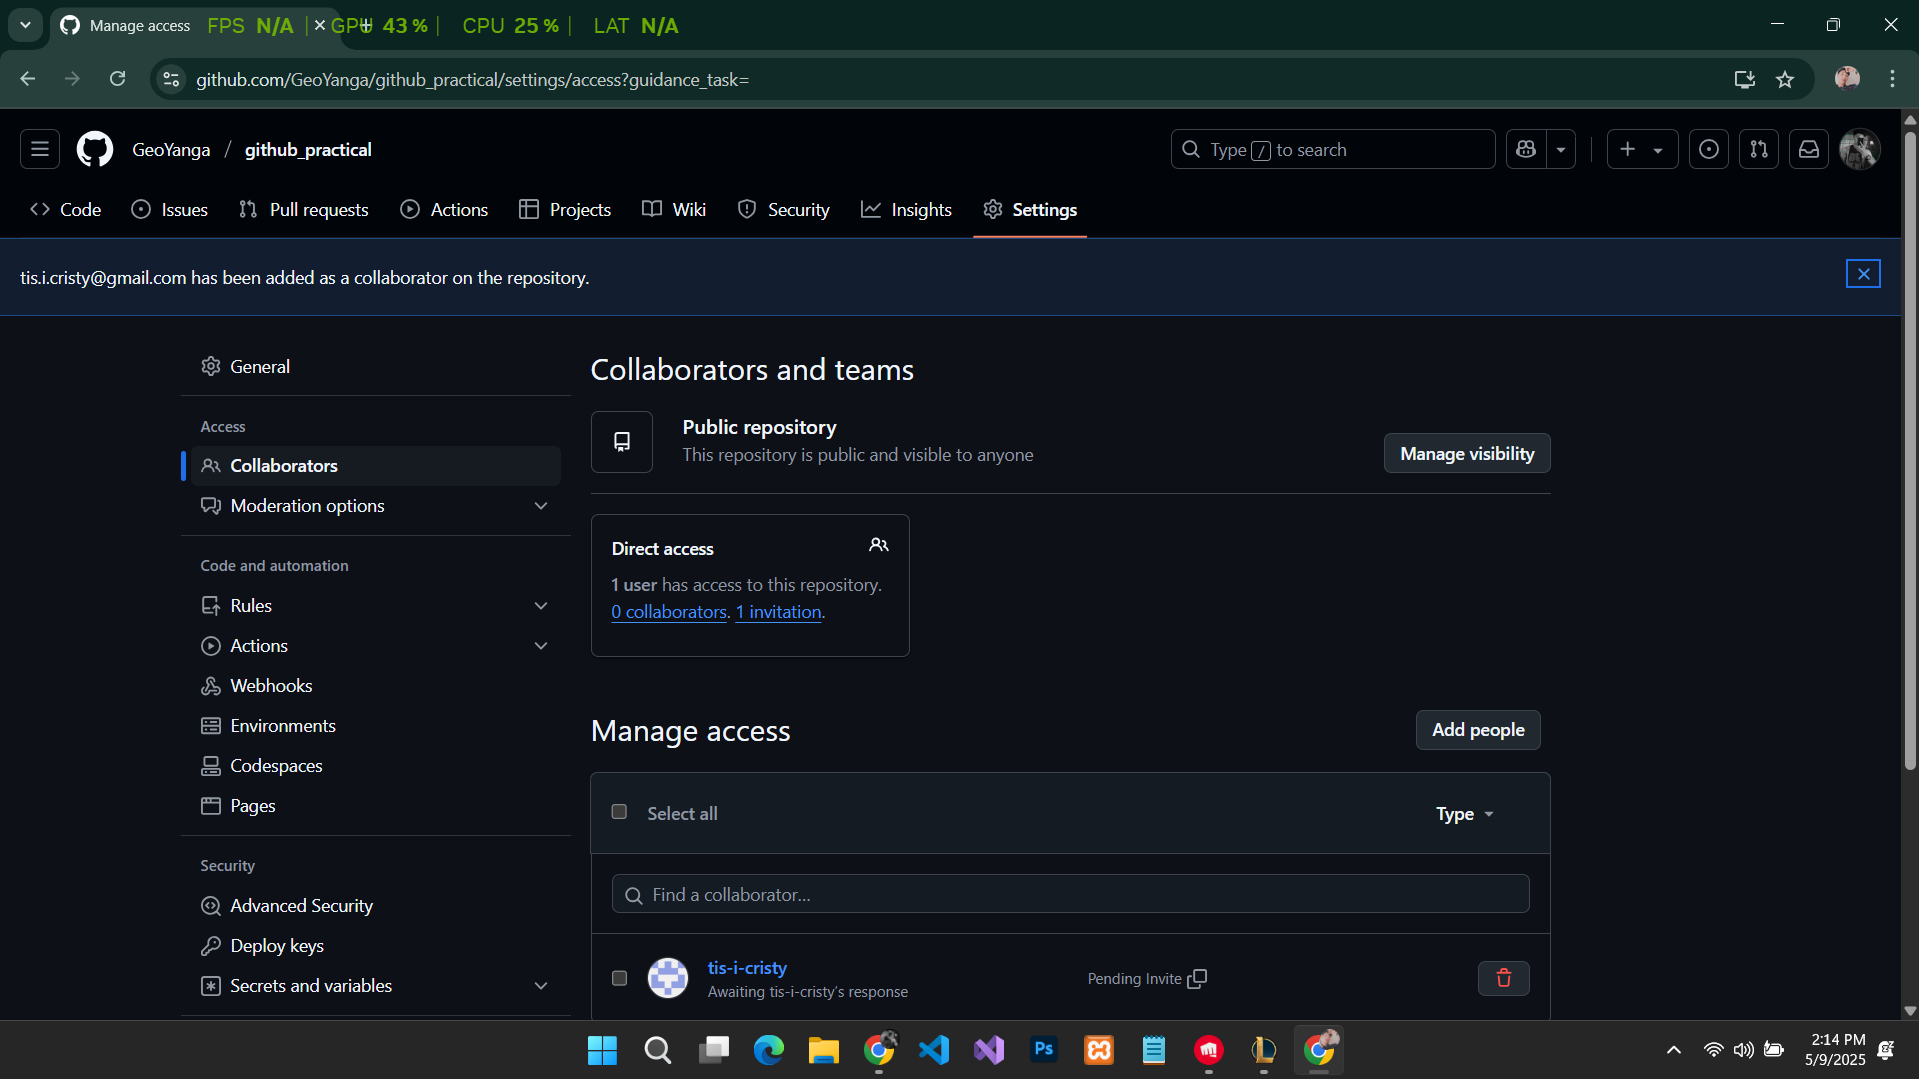 Manage access
FPS N/A
GPU 43 %
CPU 25 %
LAT N/A
github.com/GeoYanga/github_practical/settings/access?guidance_task=
GeoYanga / github_practical
Type / to search
Code
Issues
Pull requests
Actions
Projects
Wiki
Security
Insights
Settings
tis.i.cristy@gmail.com has been added as a collaborator on the repository.
General
Access
Collaborators
Moderation options
Code and automation
Rules
Actions
Webhooks
Environments
Codespaces
Pages
Security
Advanced Security
Deploy keys
Secrets and variables
Collaborators and teams
Public repository
This repository is public and visible to anyone
Manage visibility
Direct access
1 user has access to this repository.
0 collaborators. 1 invitation.
Manage access
Add people
Select all
Type
Find a collaborator...
tis-i-cristy
Awaiting tis-i-cristy's response
Pending Invite
Ps
2:14 PM
5/9/2025